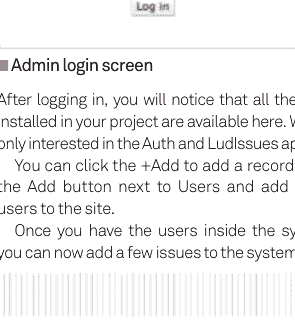 Log in
Admin login screen
After logging in, you will notice that all the
installed in your project are available here. W
only interested in the Auth and LudIssues ap
You can click the +Add to add a record
the Add button next to Users and add
users to the site.
Once you have the users inside the sy
you can now add a few issues to the system